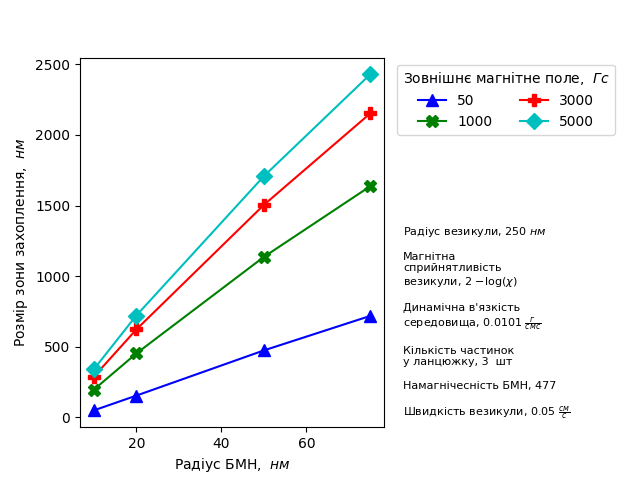 2500
2000
1500
1000
500
0
20
40
60
Розмір зони захоплення, нм
Радіус БМН, нм
Зовнішнє магнітне поле, Гс
50
3000
1000
5000
Радіус везикули, 250 нм
Магнітна
сприйнятливість
везикули, 2 −log(χ)
Динамічна в'язкість
середовища, 0.0101 г/смс
Кількість частинок
у ланцюжку, 3 шт
Намагнічесність БМН, 477
Швидкість везикули, 0.05 см/с